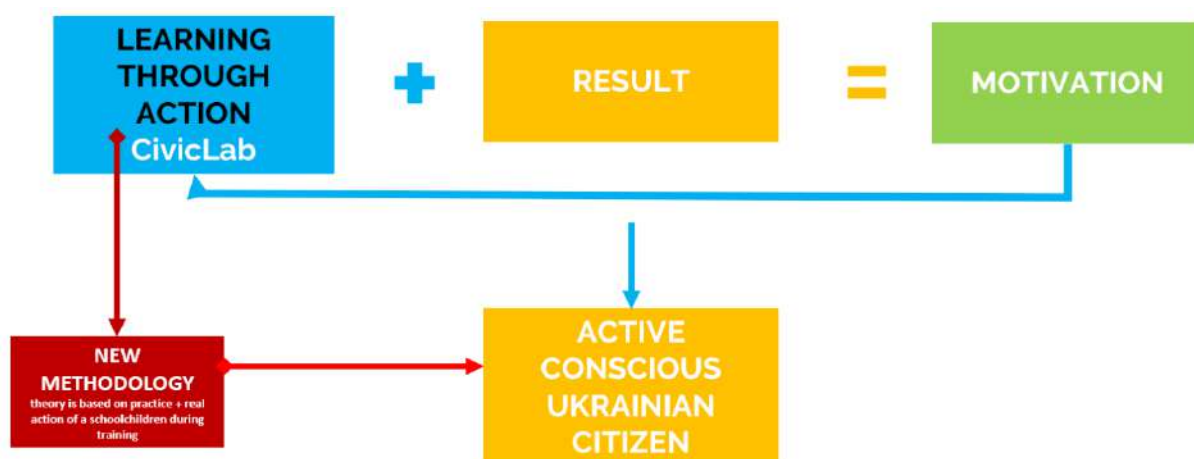 LEARNING
THROUGH
ACTION
CivicLab
+
RESULT
=
MOTIVATION
NEW
METHODOLOGY
theory is based on practice + real
action of a schoolchildren during
training
ACTIVE
CONSCIOUS
UKRAINIAN
CITIZEN